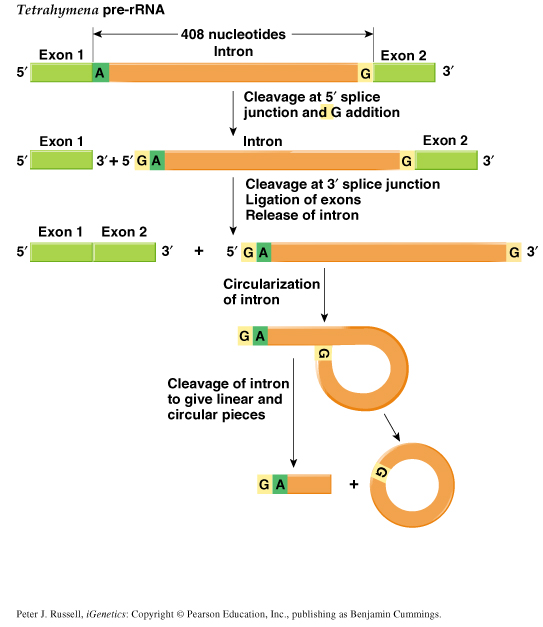 Tetrahymena pre-rRNA
408 nucleotides
Exon 1 Intron Exon 2
5′ A G 3′
Cleavage at 5′ splice
junction and G addition
Exon 1 Intron Exon 2
5′ 3′ + 5′ G A G 3′
Cleavage at 3′ splice junction
Ligation of exons
Release of intron
Exon 1 Exon 2
5′ 3′ + 5′ G A G 3′
Circularization
of intron
G A
G
Cleavage of intron
to give linear and
circular pieces
G
G A +
Peter J. Russell, iGenetics: Copyright © Pearson Education, Inc., publishing as Benjamin Cummings.